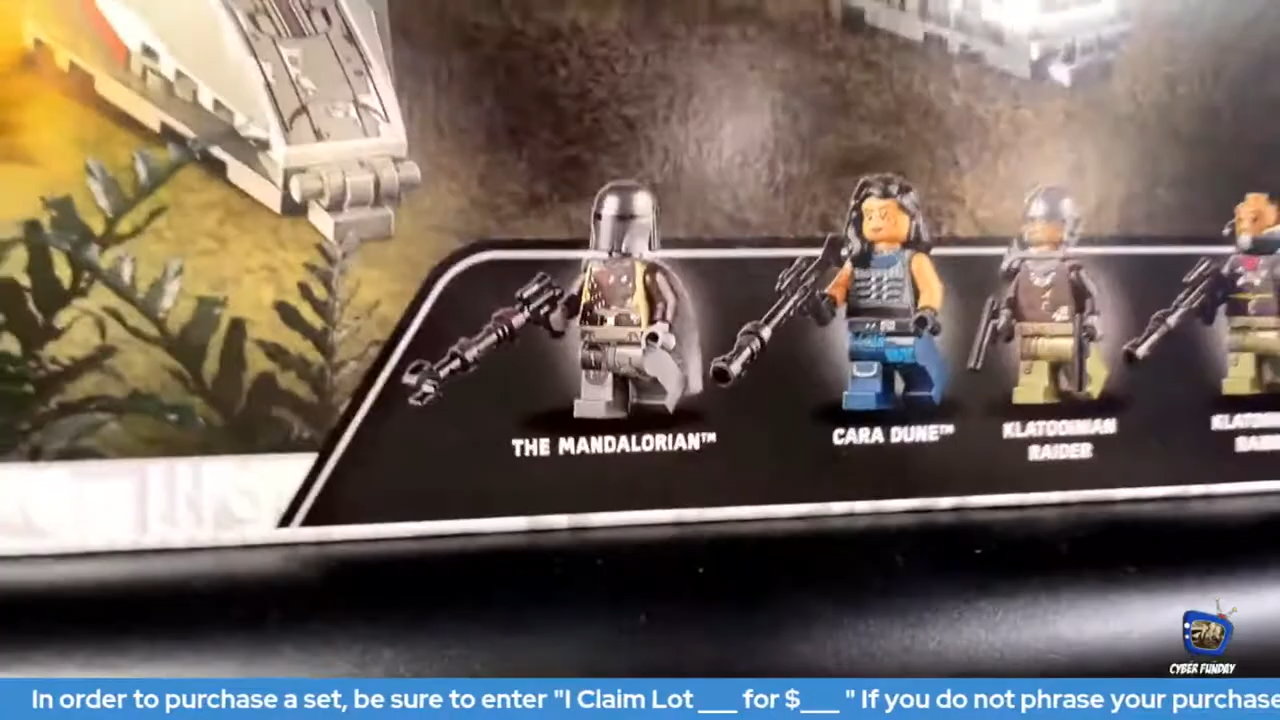 THE MANDALORIAN™
CARA DUNE™
KLATOOINIAN
RAIDER
CYBER FUNDAY
In order to purchase a set, be sure to enter "I Claim Lot ___ for $___ " If you do not phrase your purchase